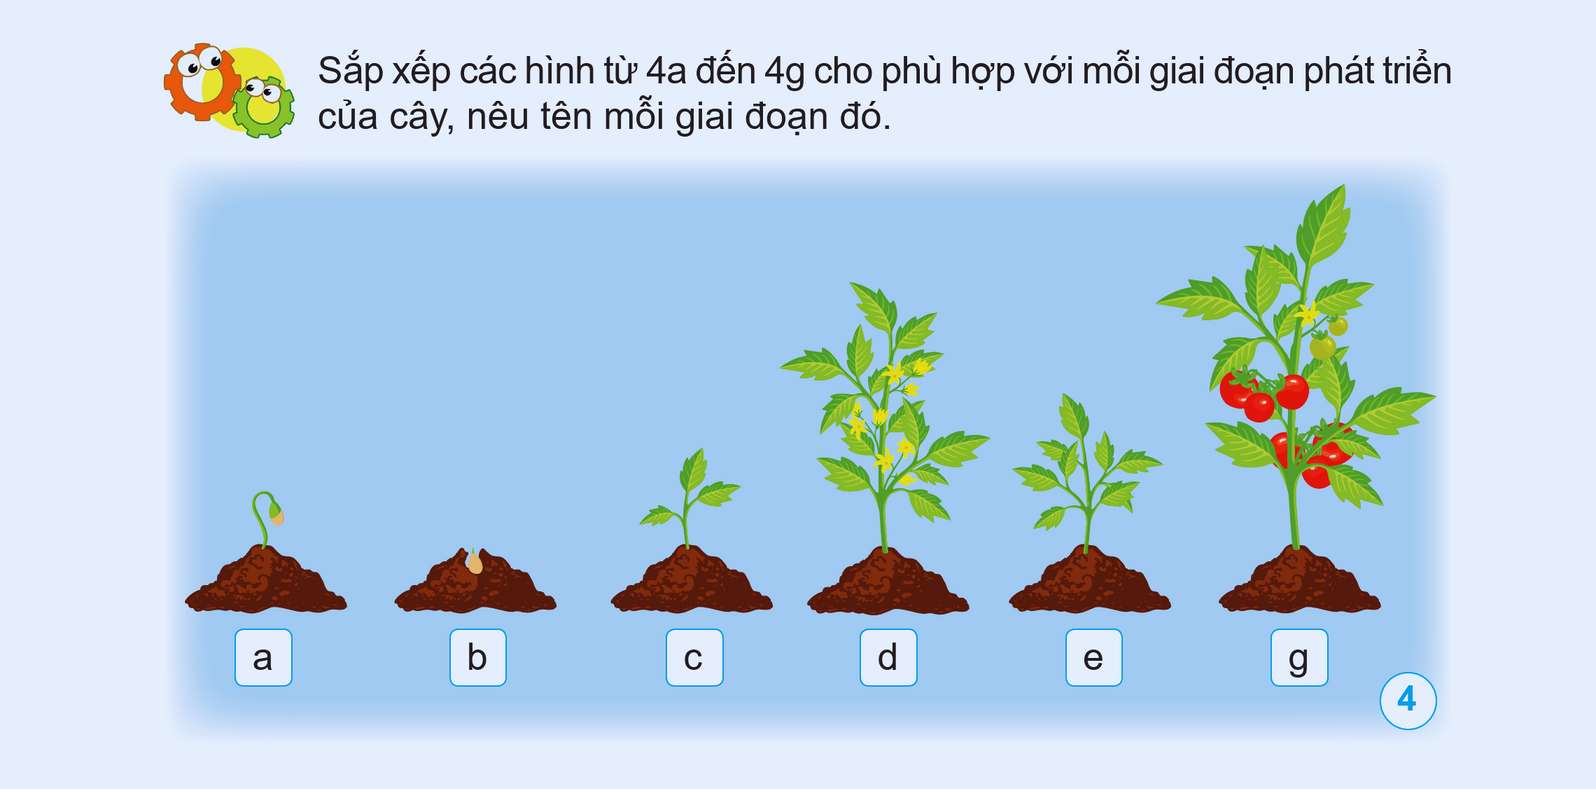 Sắp xếp các hình từ 4a đến 4g cho phù hợp với mỗi giai đoạn phát triển
của cây, nêu tên mỗi giai đoạn đó.
a b c d e g
4